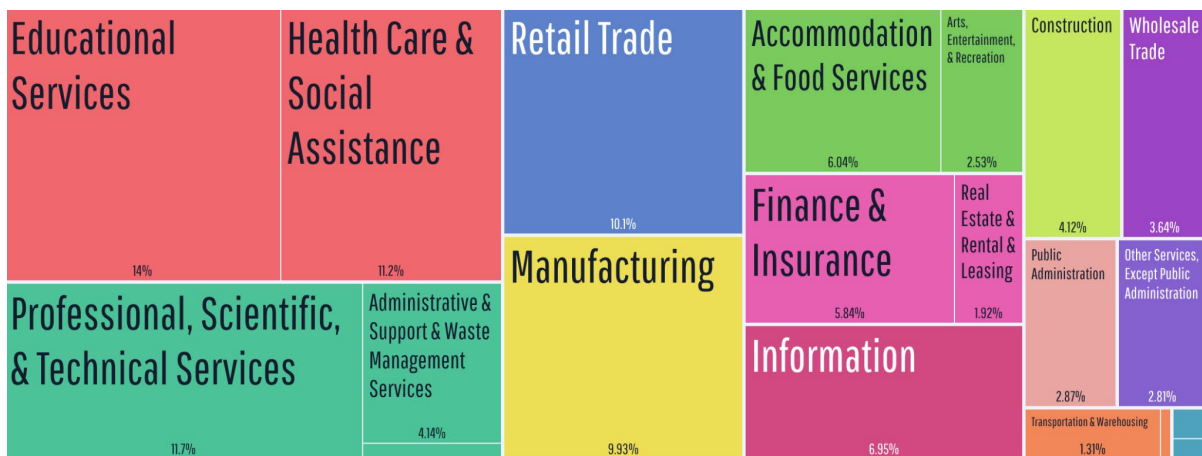 Educational
Services
14%
Health Care &
Social
Assistance
11.2%
Professional, Scientific,
& Technical Services
11.7%
Administrative &
Support & Waste
Management
Services
4.14%
Retail Trade
10.1%
Manufacturing
9.93%
Accommodation
& Food Services
6.04%
Arts,
Entertainment,
& Recreation
2.53%
Finance &
Insurance
5.84%
Real
Estate &
Rental &
Leasing
1.92%
Information
6.95%
Construction
4.12%
Wholesale
Trade
3.64%
Public
Administration
2.87%
Other Services,
Except Public
Administration
2.81%
Transportation & Warehousing
1.31%